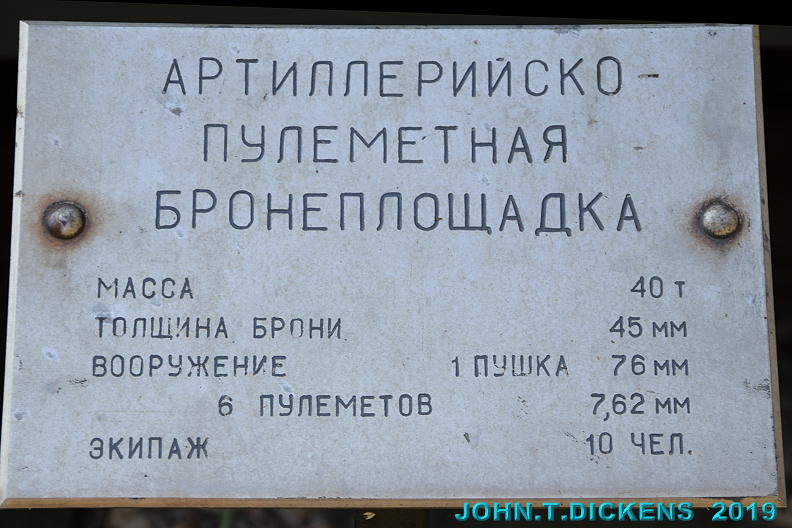 АРТИЛЛЕРИЙСКО-
ПУЛЕМЕТНАЯ
БРОНЕПЛОЩАДКА
МАССА 40 т
ТОЛЩИНА БРОНИ 45 мм
ВООРУЖЕНИЕ 1 ПУШКА 76 мм
6 ПУЛЕМЕТОВ 7,62 мм
ЭКИПАЖ 10 ЧЕЛ.
JOHN.T.DICKENS 2019